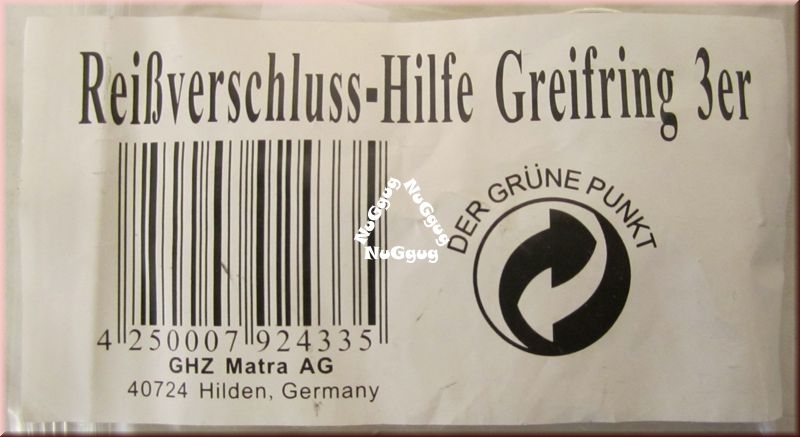 Reißverschluss-Hilfe Greifring 3er
DER GRÜNE PUNKT
NuGgug NuGgug
NuGgug
4 250007 924335
GHZ Matra AG
40724 Hilden, Germany